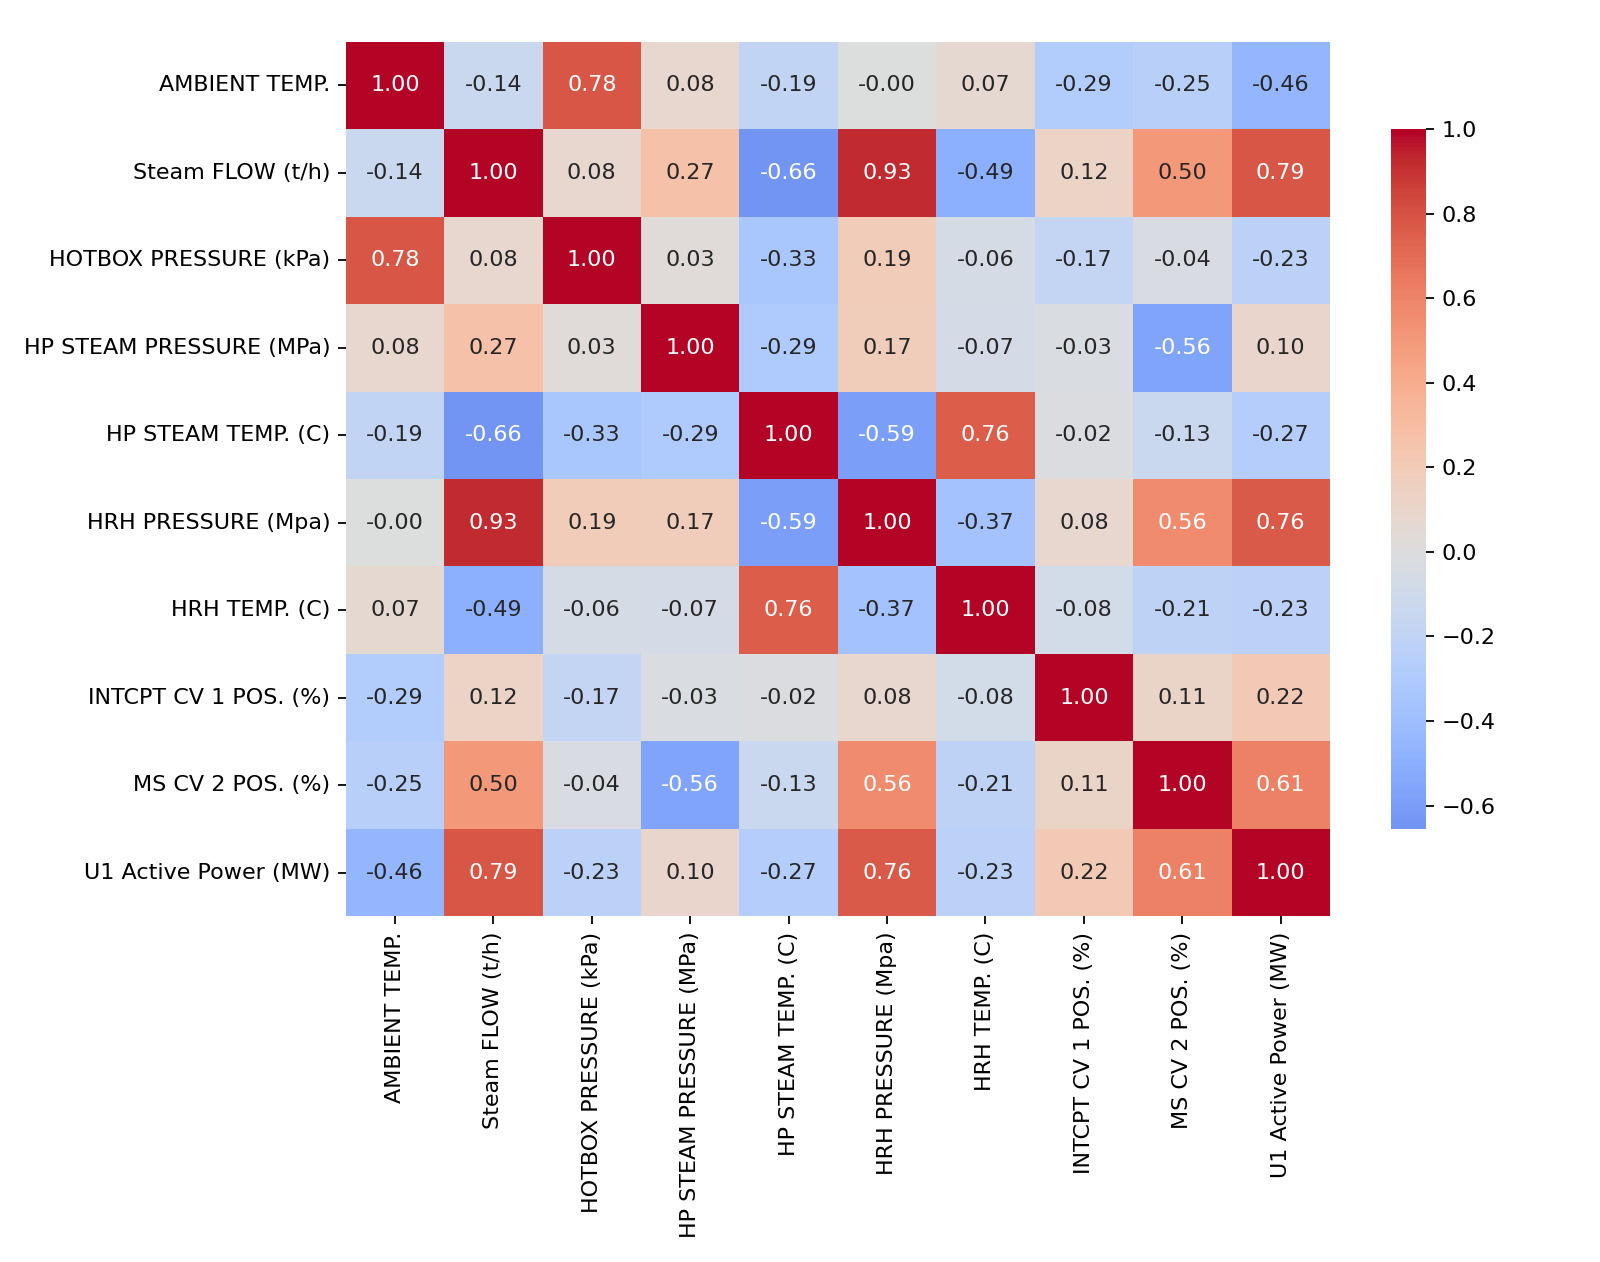 AMBIENT TEMP. 1.00 -0.14 0.78 0.08 -0.19 -0.00 0.07 -0.29 -0.25 -0.46
Steam FLOW (t/h) -0.14 1.00 0.08 0.27 -0.66 0.93 -0.49 0.12 0.50 0.79
HOTBOX PRESSURE (kPa) 0.78 0.08 1.00 0.03 -0.33 0.19 -0.06 -0.17 -0.04 -0.23
HP STEAM PRESSURE (MPa) 0.08 0.27 0.03 1.00 -0.29 0.17 -0.07 -0.03 -0.56 0.10
HP STEAM TEMP. (C) -0.19 -0.66 -0.33 -0.29 1.00 -0.59 0.76 -0.02 -0.13 -0.27
HRH PRESSURE (Mpa) -0.00 0.93 0.19 0.17 -0.59 1.00 -0.37 0.08 0.56 0.76
HRH TEMP. (C) 0.07 -0.49 -0.06 -0.07 0.76 -0.37 1.00 -0.08 -0.21 -0.23
INTCPT CV 1 POS. (%) -0.29 0.12 -0.17 -0.03 -0.02 0.08 -0.08 1.00 0.11 0.22
MS CV 2 POS. (%) -0.25 0.50 -0.04 -0.56 -0.13 0.56 -0.21 0.11 1.00 0.61
U1 Active Power (MW) -0.46 0.79 -0.23 0.10 -0.27 0.76 -0.23 0.22 0.61 1.00
AMBIENT TEMP.
Steam FLOW (t/h)
HOTBOX PRESSURE (kPa)
HP STEAM PRESSURE (MPa)
HP STEAM TEMP. (C)
HRH PRESSURE (Mpa)
HRH TEMP. (C)
INTCPT CV 1 POS. (%)
MS CV 2 POS. (%)
U1 Active Power (MW)
1.0
0.8
0.6
0.4
0.2
0.0
−0.2
−0.4
−0.6